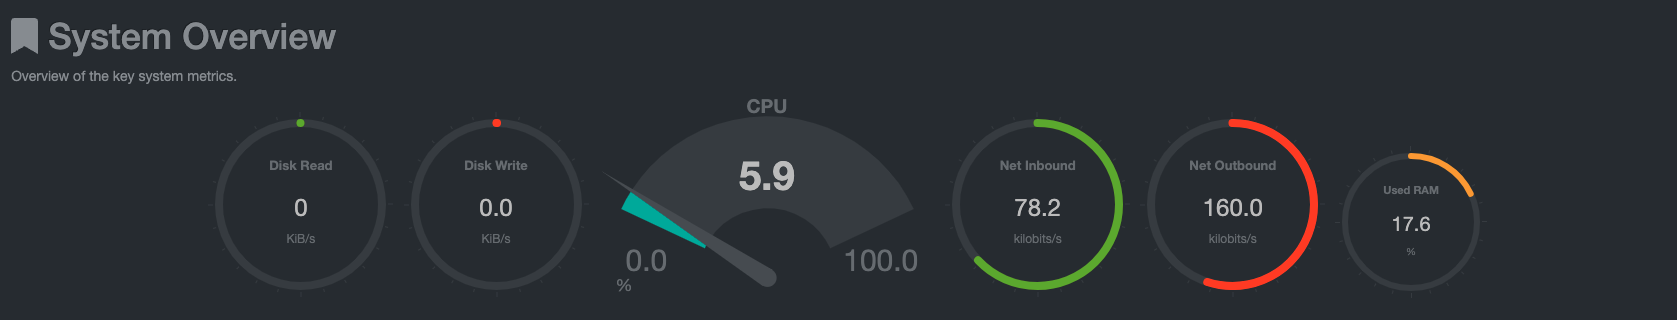 System Overview
Overview of the key system metrics.
Disk Read
0
KiB/s
Disk Write
0.0
KiB/s
CPU
5.9
0.0
100.0
%
Net Inbound
78.2
kilobits/s
Net Outbound
160.0
kilobits/s
Used RAM
17.6
%